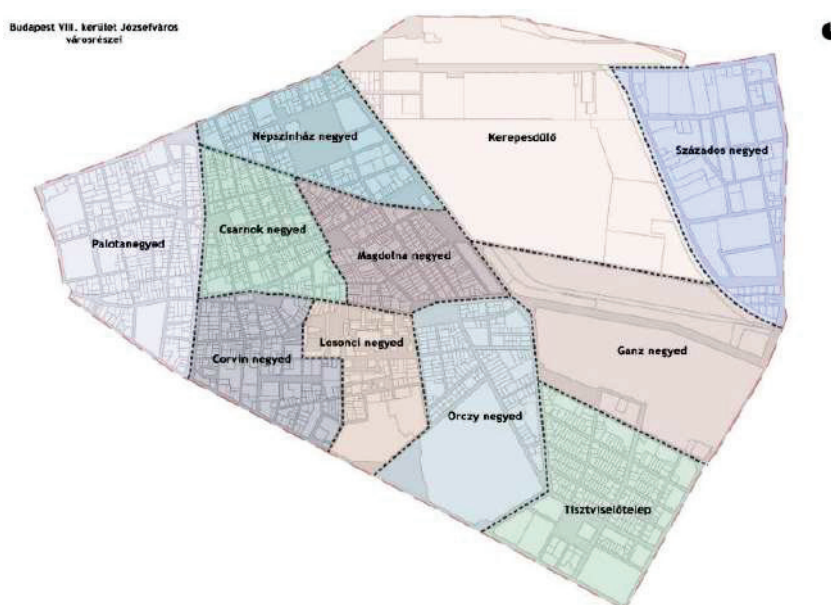 Budapest VIII. kerület Józsefváros
városrészei
Népszínház negyed
Kerepesdűlő
Százados negyed
Palotanegyed
Csarnok negyed
Magdolna negyed
Corvin negyed
Losonci negyed
Ganz negyed
Orczy negyed
Tisztviselőtelep